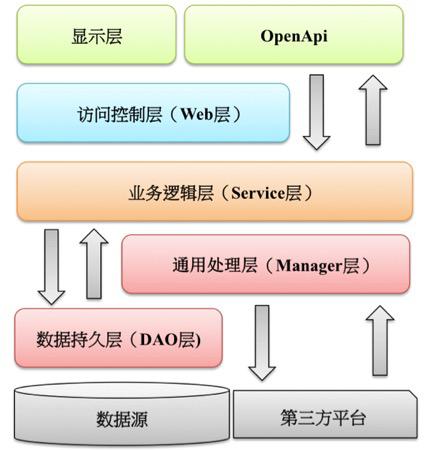 显示层
OpenApi
访问控制层（Web层）
业务逻辑层（Service层）
通用处理层（Manager层）
数据持久层（DAO层)
数据源
第三方平台